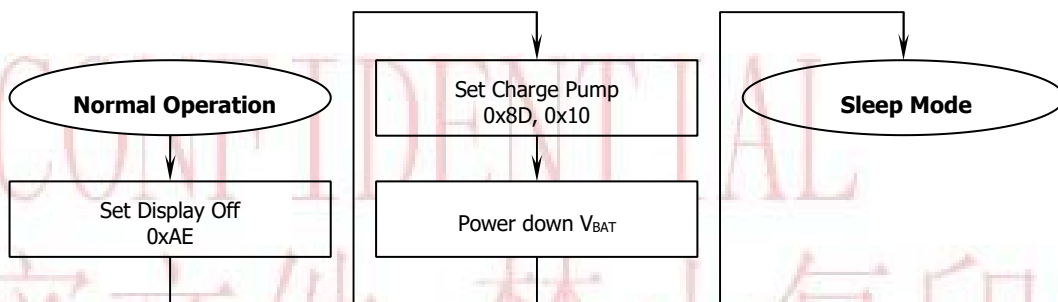 CONFIDENTIAL
Normal Operation
Set Display Off
0xAE
Set Charge Pump
0x8D, 0x10
Power down VBAT
Sleep Mode